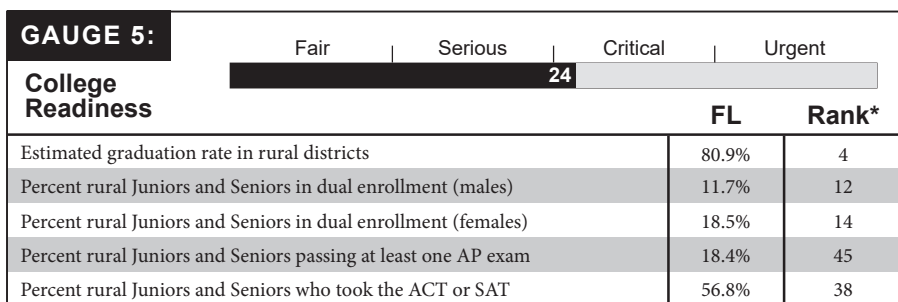 GAUGE 5:
Fair Serious Critical Urgent
24
College
Readiness
FL Rank*
Estimated graduation rate in rural districts 80.9% 4
Percent rural Juniors and Seniors in dual enrollment (males) 11.7% 12
Percent rural Juniors and Seniors in dual enrollment (females) 18.5% 14
Percent rural Juniors and Seniors passing at least one AP exam 18.4% 45
Percent rural Juniors and Seniors who took the ACT or SAT 56.8% 38